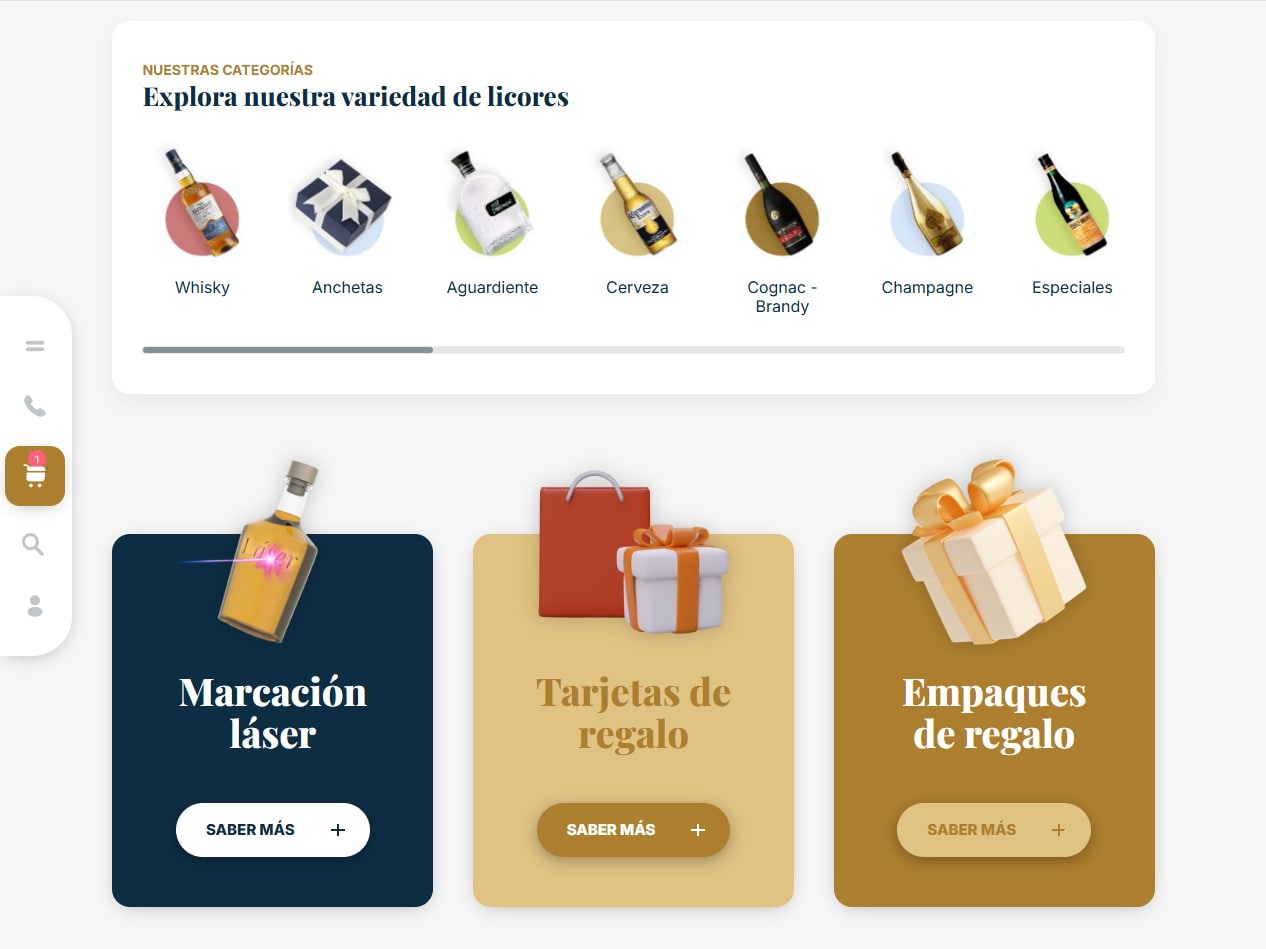 NUESTRAS CATEGORÍAS
Explora nuestra variedad de licores
Whisky
Anchetas
Aguardiente
Cerveza
Cognac -
Brandy
Champagne
Especiales
1
Láser
Marcación
láser
SABER MÁS +
Tarjetas de
regalo
SABER MÁS +
Empaques
de regalo
SABER MÁS +